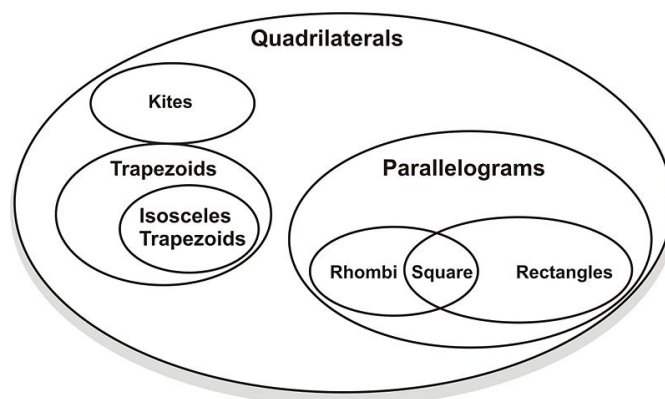 Quadrilaterals
Kites
Trapezoids
Isosceles
Trapezoids
Parallelograms
Rhombi
Square
Rectangles